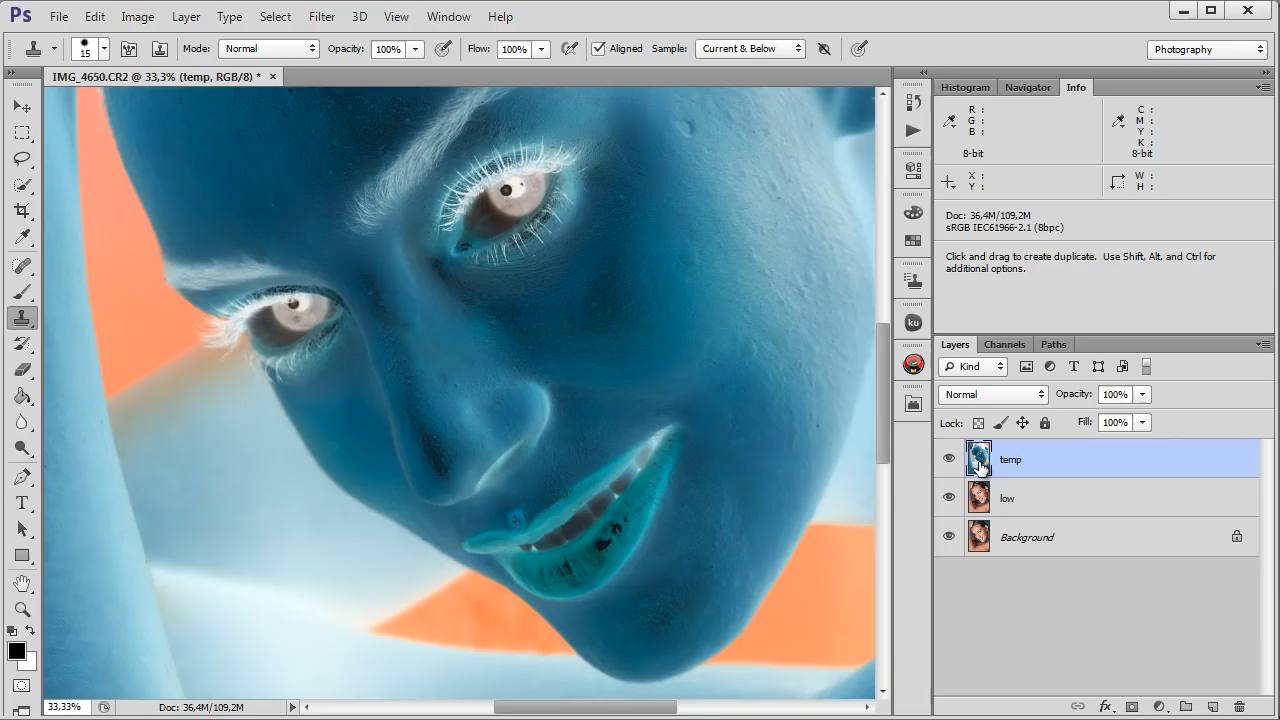 Ps File Edit Image Layer Type Select Filter 3D View Window Help
15 Mode: Normal Opacity: 100% Flow: 100% Aligned Sample: Current & Below Photography
IMG_4650.CR2 @ 33,3% (temp, RGB/8) * ×
Histogram Navigator Info
R : C :
G : M :
B : Y :
K :
8-bit 8-bit
X : W :
Y : H :
Doc: 36,4M/109,2M
sRGB IEC61966-2.1 (8bpc)
Click and drag to create duplicate. Use Shift, Alt, and Ctrl for
additional options.
ku
Layers Channels Paths
Kind
Normal Opacity: 100%
Lock: Fill: 100%
temp
low
Background
fx
33,33% Doc: 36,4M/109,2M